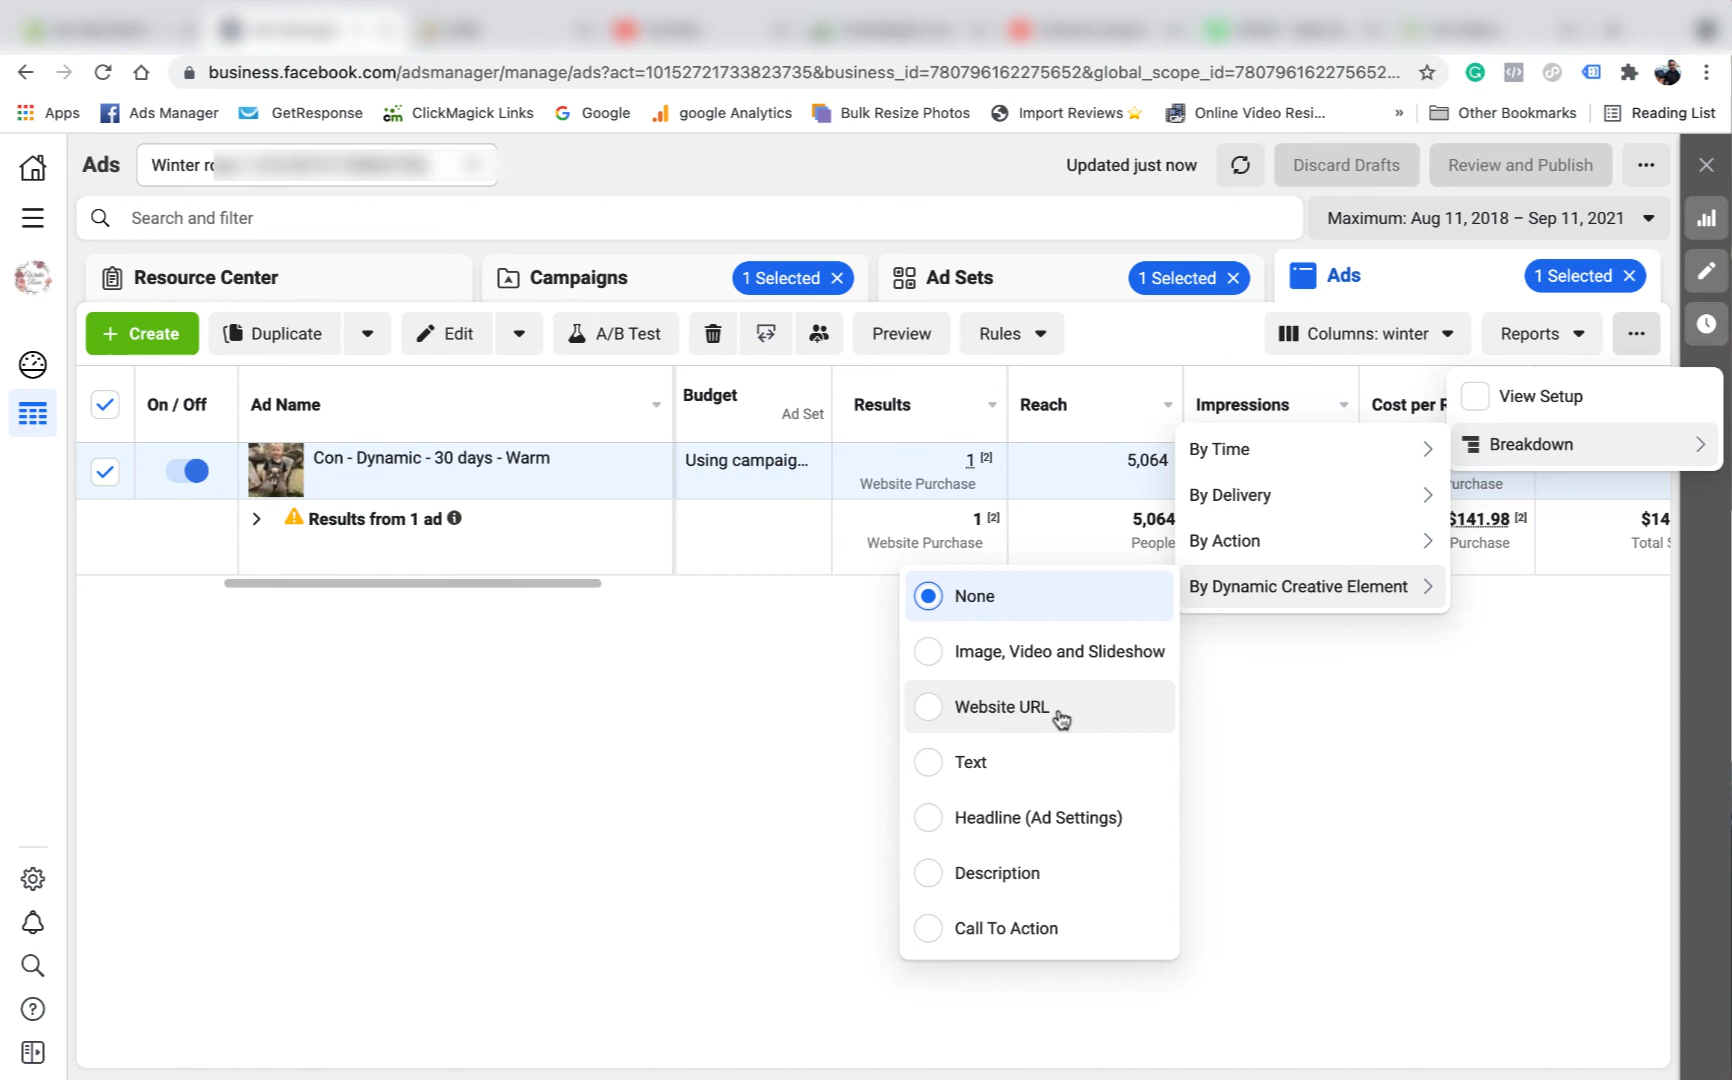 business.facebook.com/adsmanager/manage/ads?act=10152721733823735&business_id=780796162275652&global_scope_id=780796162275652...
Apps Ads Manager GetResponse ClickMagick Links Google google Analytics Bulk Resize Photos Import Reviews Online Video Resi... » Other Bookmarks Reading List
Ads Winter Updated just now Discard Drafts Review and Publish ...
Search and filter Maximum: Aug 11, 2018 – Sep 11, 2021
Resource Center Campaigns 1 Selected × Ad Sets 1 Selected × Ads 1 Selected ×
+ Create Duplicate Edit A/B Test Preview Rules Columns: winter Reports ...
On / Off Ad Name Budget Ad Set Results Reach Impressions Cost per R
View Setup
Breakdown
Con - Dynamic - 30 days - Warm Using campaig... 1 [2] 5,064
Website Purchase
By Time
By Delivery
By Action
By Dynamic Creative Element
Results from 1 ad 1 [2] 5,064 $141.98 [2] $14
Website Purchase People Purchase Total
None
Image, Video and Slideshow
Website URL
Text
Headline (Ad Settings)
Description
Call To Action